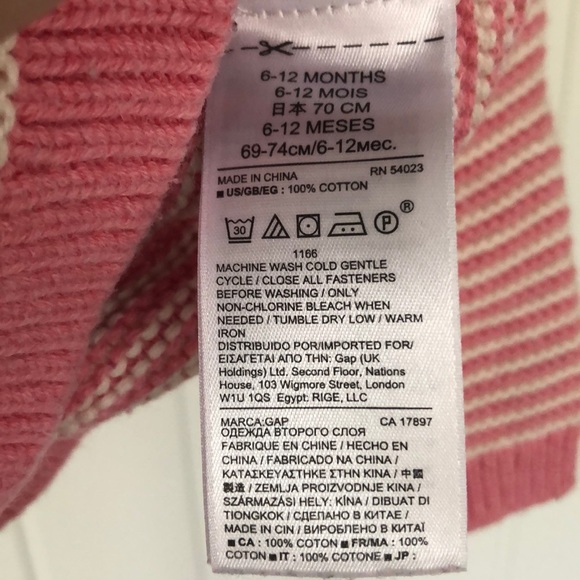 6-12 MONTHS
6-12 MOIS
日本 70 CM
6-12 MESES
69-74см/6-12мес.
MADE IN CHINA RN 54023
■ US/GB/EG : 100% COTTON
30 P ®
1166
MACHINE WASH COLD GENTLE
CYCLE / CLOSE ALL FASTENERS
BEFORE WASHING / ONLY
NON-CHLORINE BLEACH WHEN
NEEDED / TUMBLE DRY LOW / WARM
IRON
DISTRIBUIDO POR/IMPORTED FOR/
ΕΙΣΑΓΕΤΑΙ ΑΠΟ ΤΗΝ: Gap (UK
Holdings) Ltd. Second Floor, Nations
House, 103 Wigmore Street, London
W1U 1QS Egypt: RIGE, LLC
MARCA:GAP CA 17897
ОДЕЖДА ВТОРОГО СЛОЯ
FABRIQUE EN CHINE / HECHO EN
CHINA / FABRICADO NA CHINA /
ΚΑΤΑΣΚΕΥΑΣΤΗΚΕ ΣΤΗΝ ΚΙΝΑ / 中國
製造 / ZEMLJA PROIZVODNJE KINA /
SZÁRMAZÁSI HELY: KÍNA / DIBUAT DI
TIONGKOK / СДЕЛАНО В КИТАЕ /
MADE IN CIN / ВИРОБЛЕНО В КИТАЇ
■ CA : 100% COTON ■ FR/MA : 100%
COTON ■ IT : 100% COTONE ■ JP :